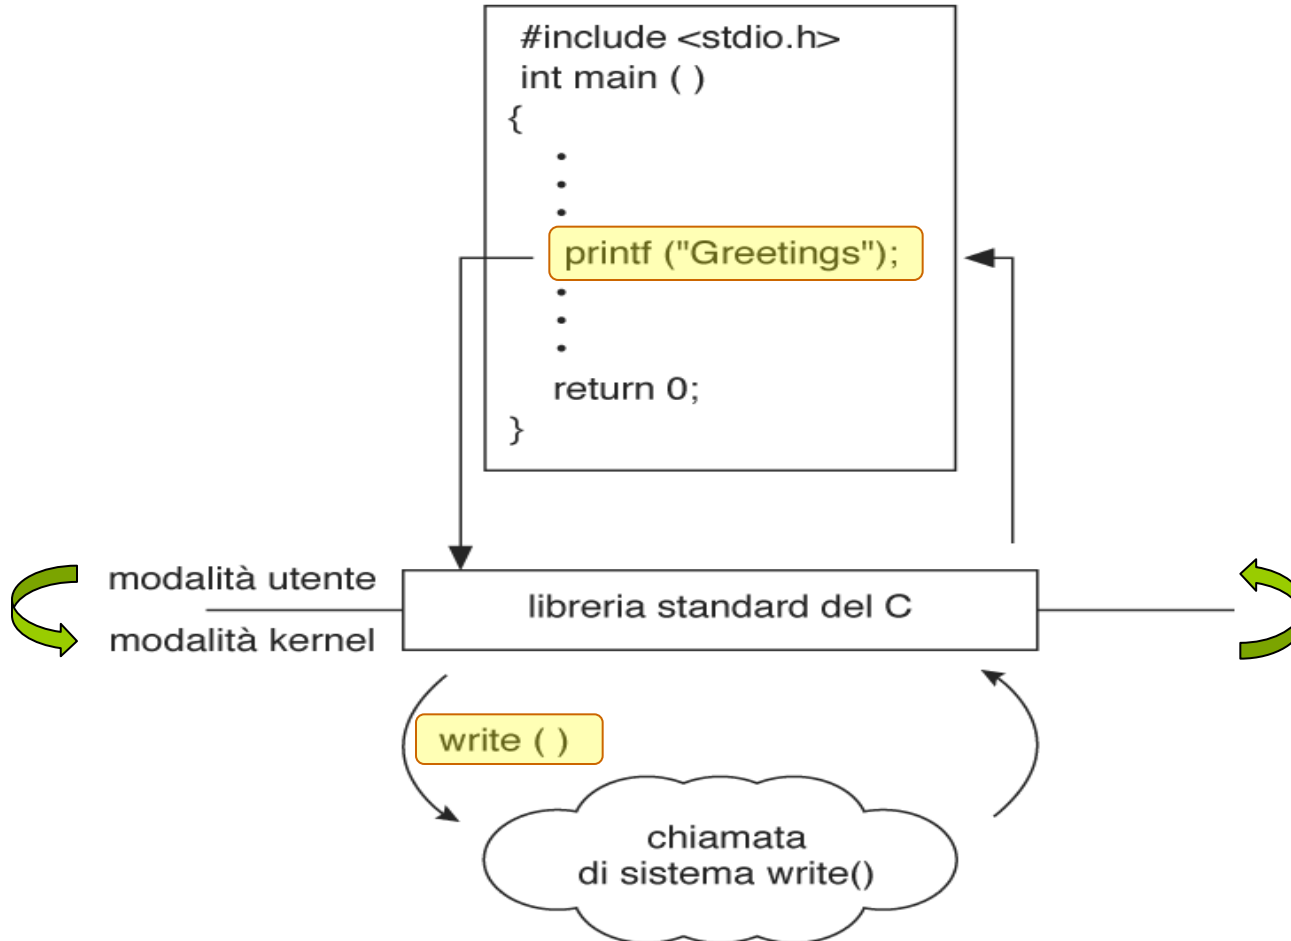 #include <stdio.h>
int main ( )
{
.
.
.
printf ("Greetings");
.
.
.
return 0;
}
modalità utente
libreria standard del C
modalità kernel
write ( )
chiamata
di sistema write()